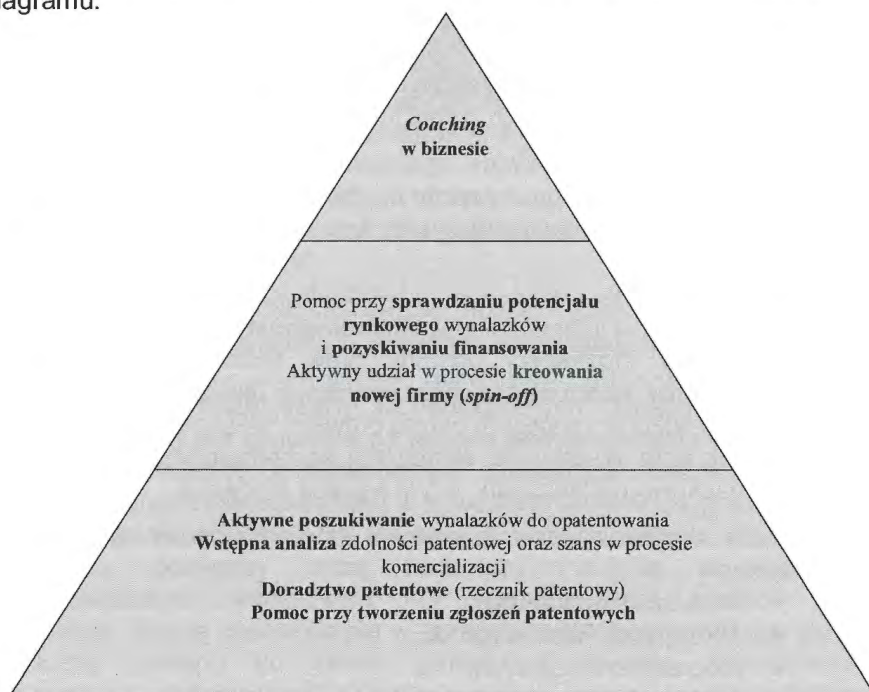 Coaching
w biznesie
Pomoc przy sprawdzaniu potencjału
rynkowego wynalazków
i pozyskiwaniu finansowania
Aktywny udział w procesie kreowania
nowej firmy (spin-off)
Aktywne poszukiwanie wynalazków do opatentowania
Wstępna analiza zdolności patentowej oraz szans w procesie
komercjalizacji
Doradztwo patentowe (rzecznik patentowy)
Pomoc przy tworzeniu zgłoszeń patentowych